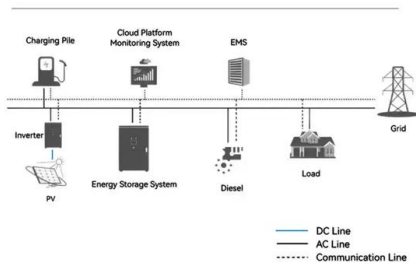 Charging Pile
Cloud Platform
Monitoring System
EMS
Grid
Inverter
PV
Energy Storage System
Diesel
Load
DC Line
AC Line
Communication Line